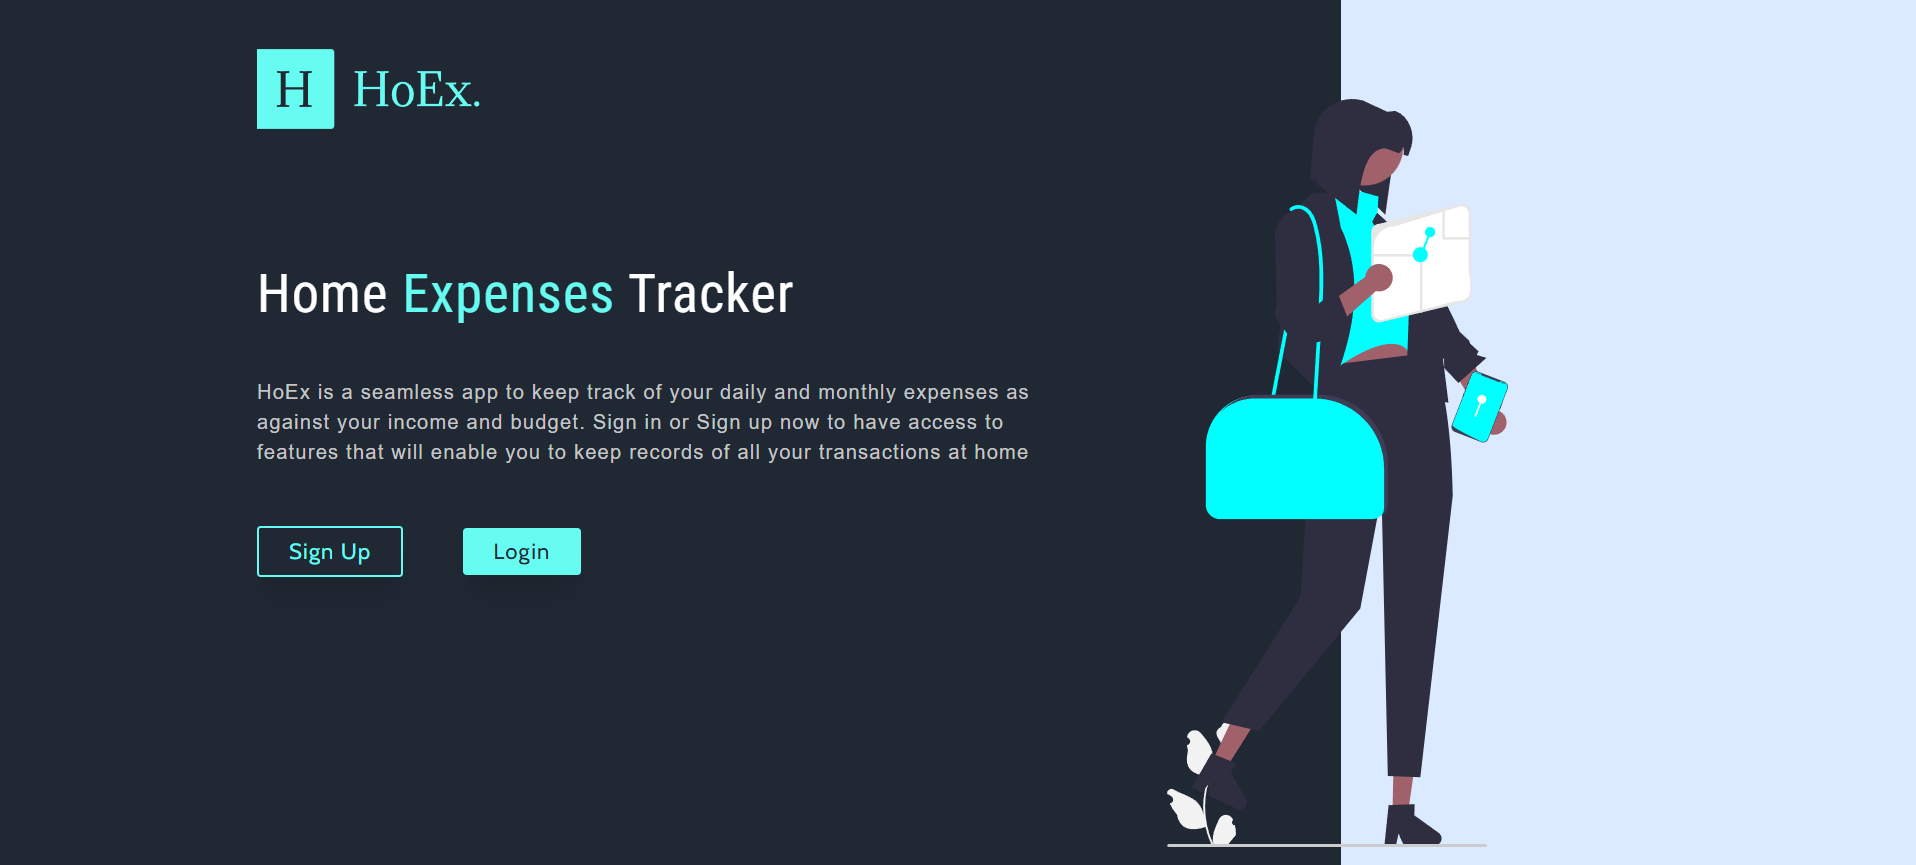 H HoEx.
Home Expenses Tracker
HoEx is a seamless app to keep track of your daily and monthly expenses as
against your income and budget. Sign in or Sign up now to have access to
features that will enable you to keep records of all your transactions at home
Sign Up Login